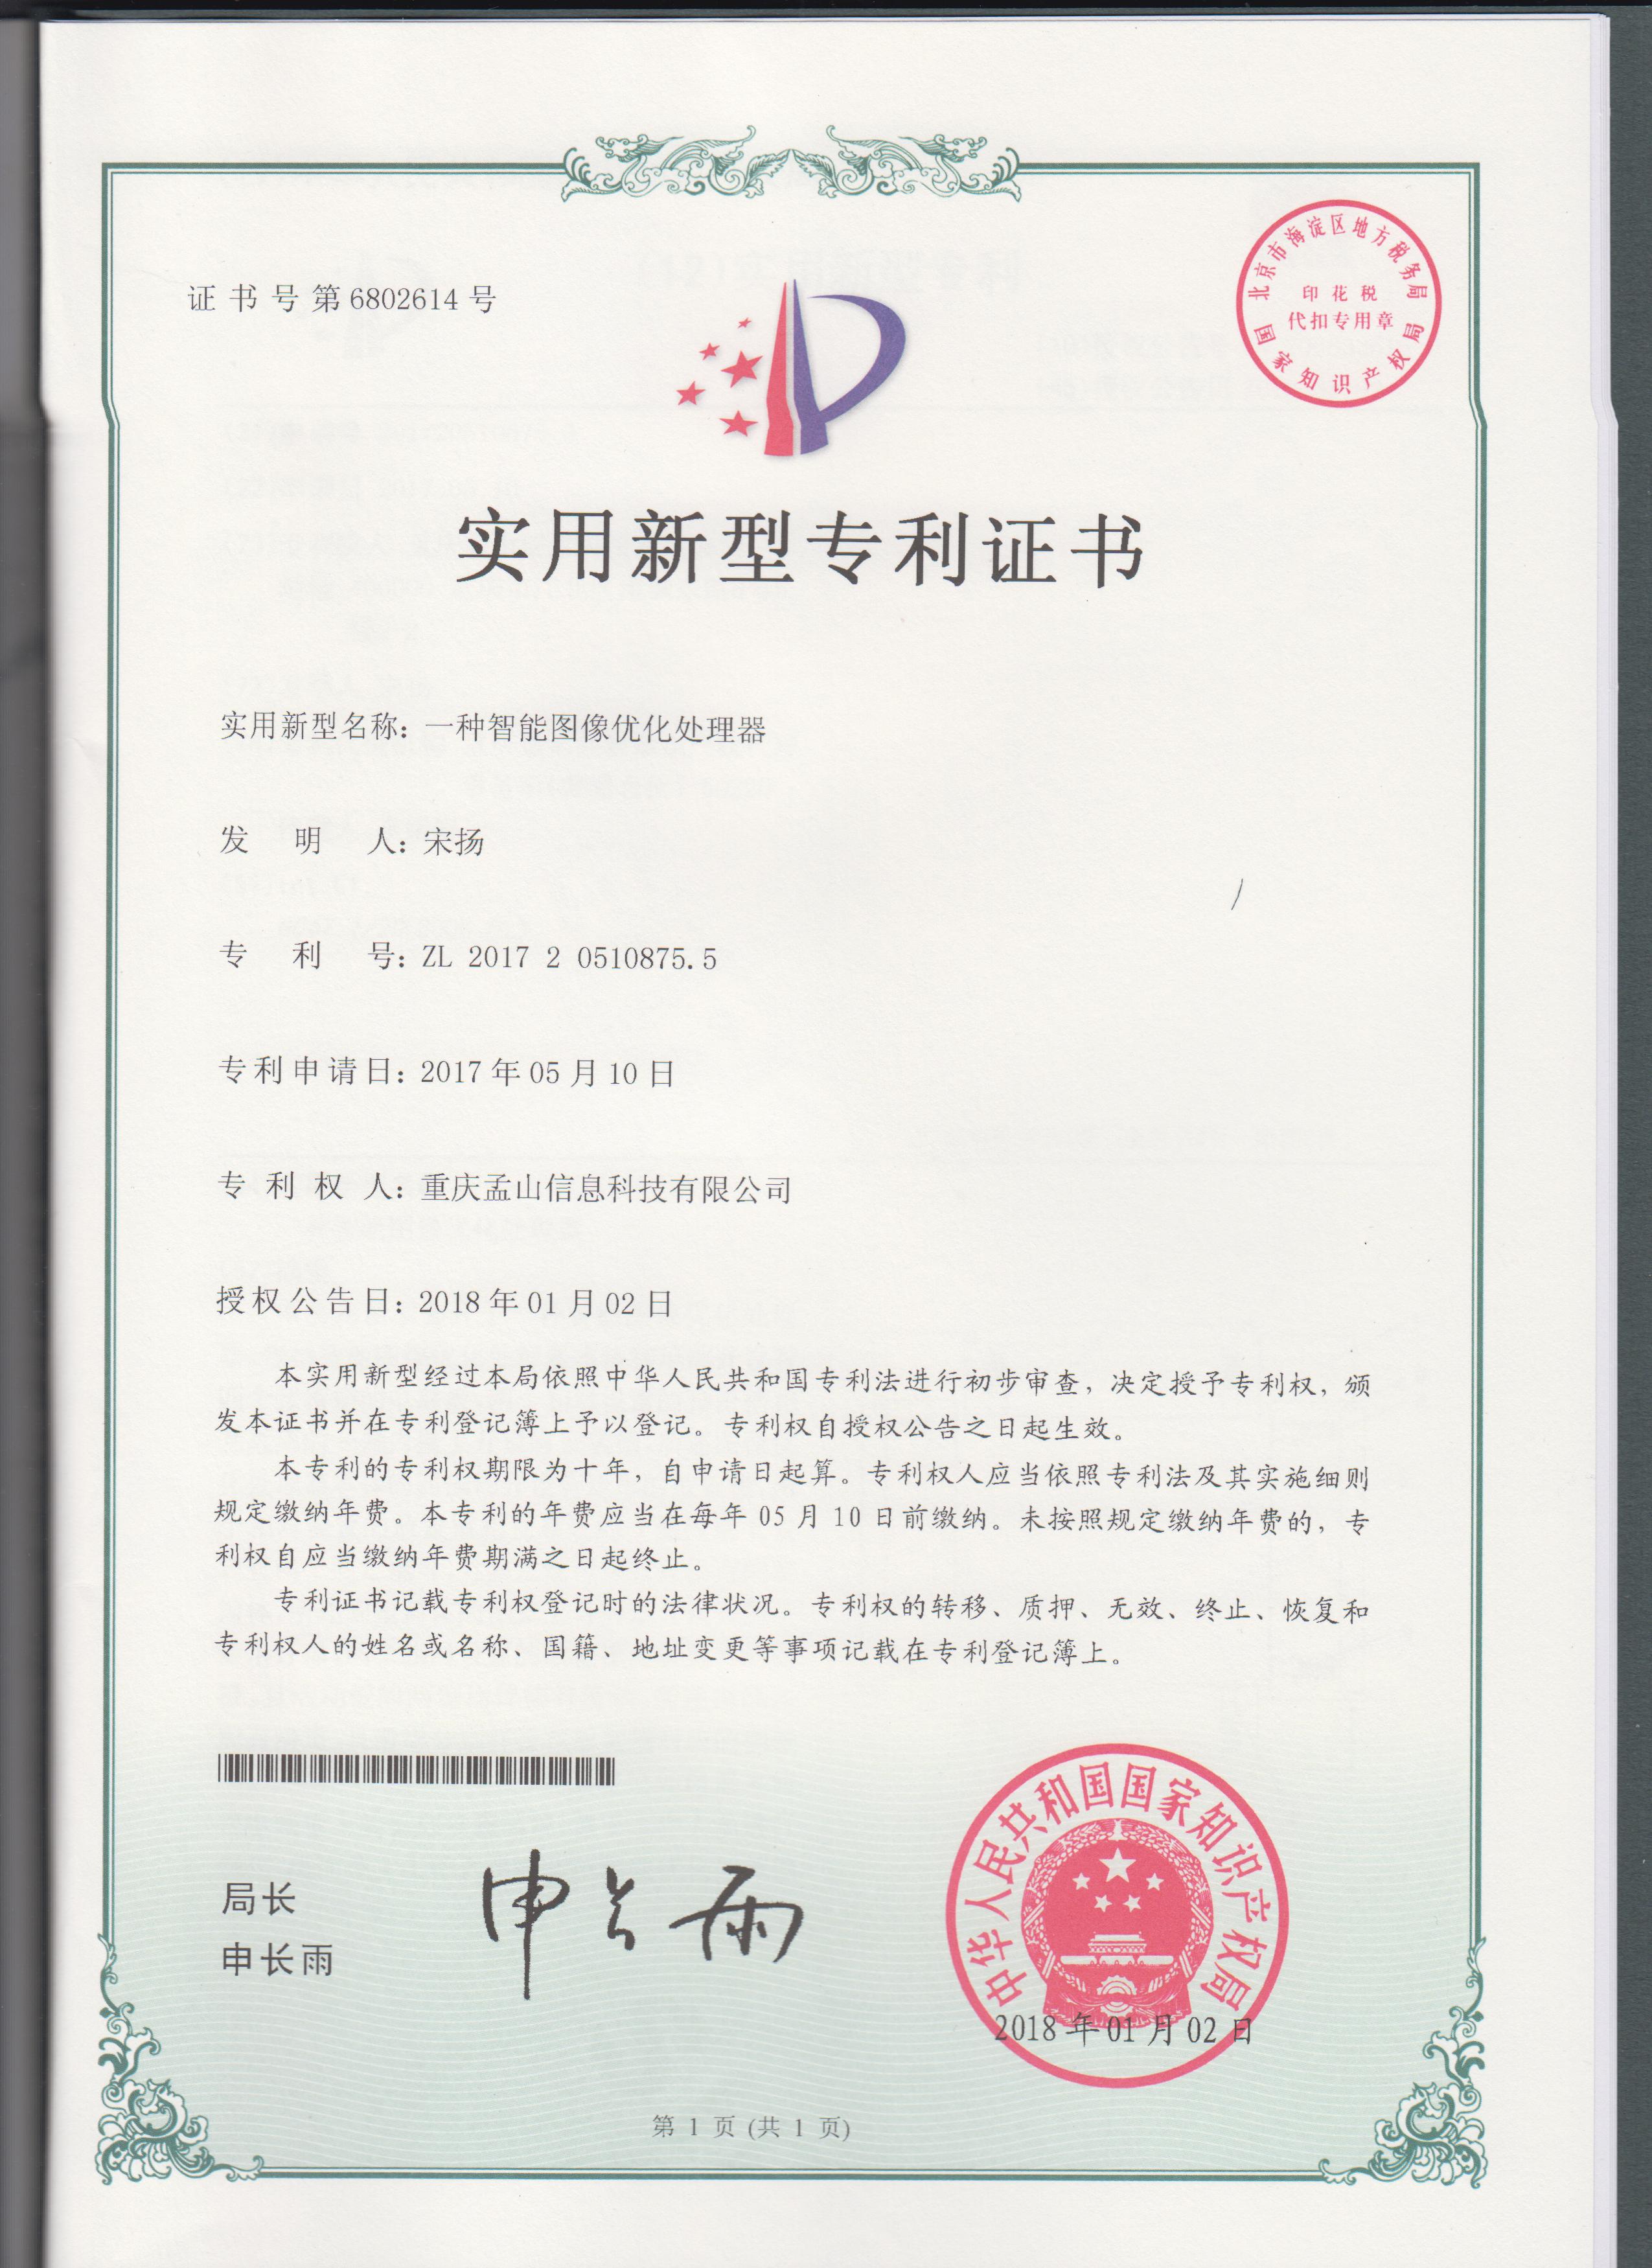 证书号第6802614号
北京市海淀区地方税务局
印花税
代扣专用章
国家知识产权局
实用新型专利证书
实用新型名称：一种智能图像优化处理器
发明人：宋扬
专利号：ZL 2017 2 0510875.5
专利申请日：2017年05月10日
专利权人：重庆孟山信息科技有限公司
授权公告日：2018年01月02日
本实用新型经过本局依照中华人民共和国专利法进行初步审查，决定授予专利权，颁
发本证书并在专利登记簿上予以登记。专利权自授权公告之日起生效。
本专利的专利权期限为十年，自申请日起算。专利权人应当依照专利法及其实施细则
规定缴纳年费。本专利的年费应当在每年05月10日前缴纳。未按照规定缴纳年费的，专
利权自应当缴纳年费期满之日起终止。
专利证书记载专利权登记时的法律状况。专利权的转移、质押、无效、终止、恢复和
专利权人的姓名或名称、国籍、地址变更等事项记载在专利登记簿上。
局长
申长雨
申长雨
中华人民共和国国家知识产权局
2018年01月02日
第 1 页 (共 1 页)